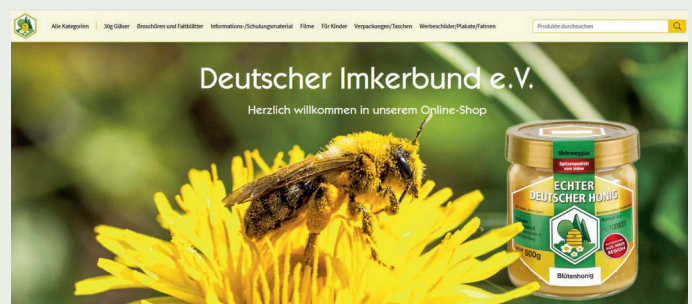 Alle Kategorien 30g Gläser Broschüren und Faltblätter Informations-/Schulungsmaterial Filme Für Kinder Verpackungen/Taschen Werbeschilder/Plakate/Fahnen Produkte durchsuchen
Deutscher Imkerbund e.V.
Herzlich willkommen in unserem Online-Shop
Mehrwegglas
Spitzenqualität
vom Imker
ECHTER
DEUTSCHER HONIG
500g
REGION
Blütenhonig